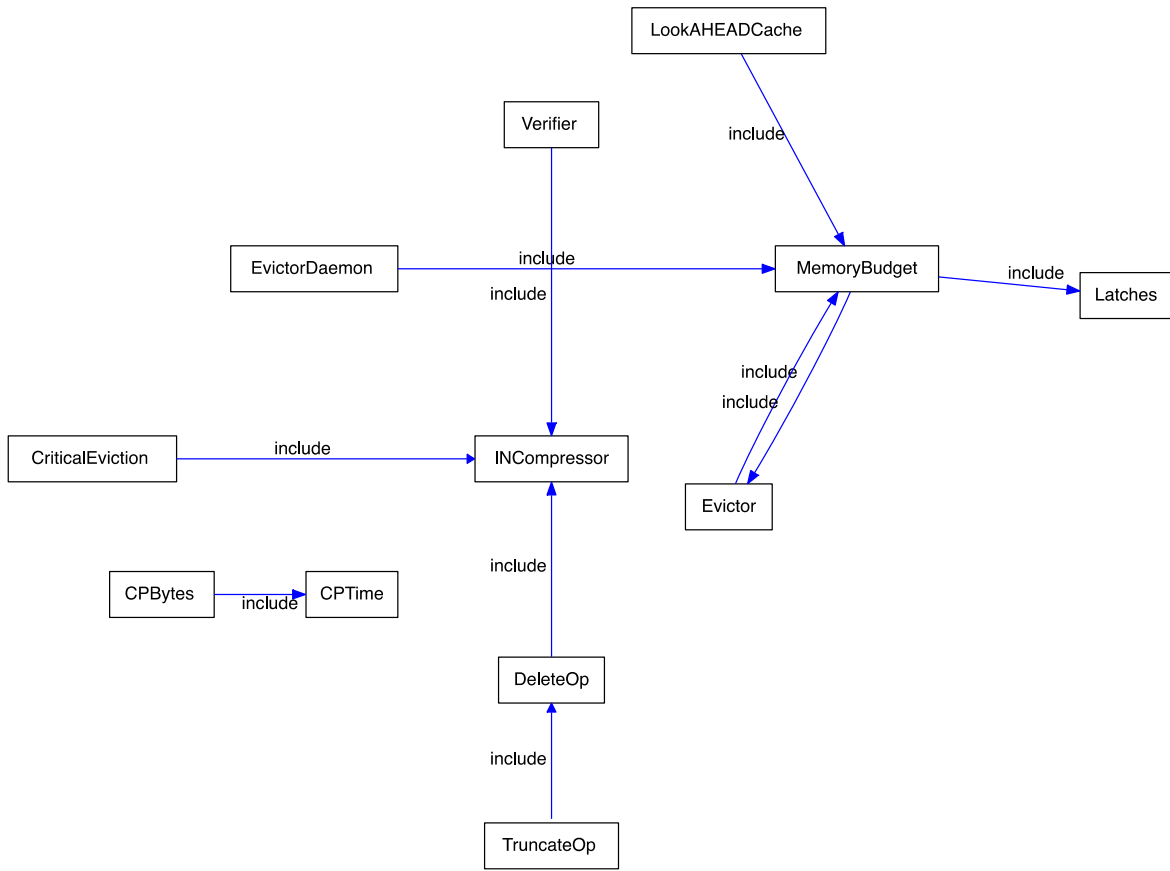 LookAHEADCache
Verifier
include
EvictorDaemon
include
MemoryBudget
include
Latches
include
include
include
CriticalEviction
include
INCompressor
Evictor
include
CPBytes
include
CPTime
DeleteOp
include
TruncateOp